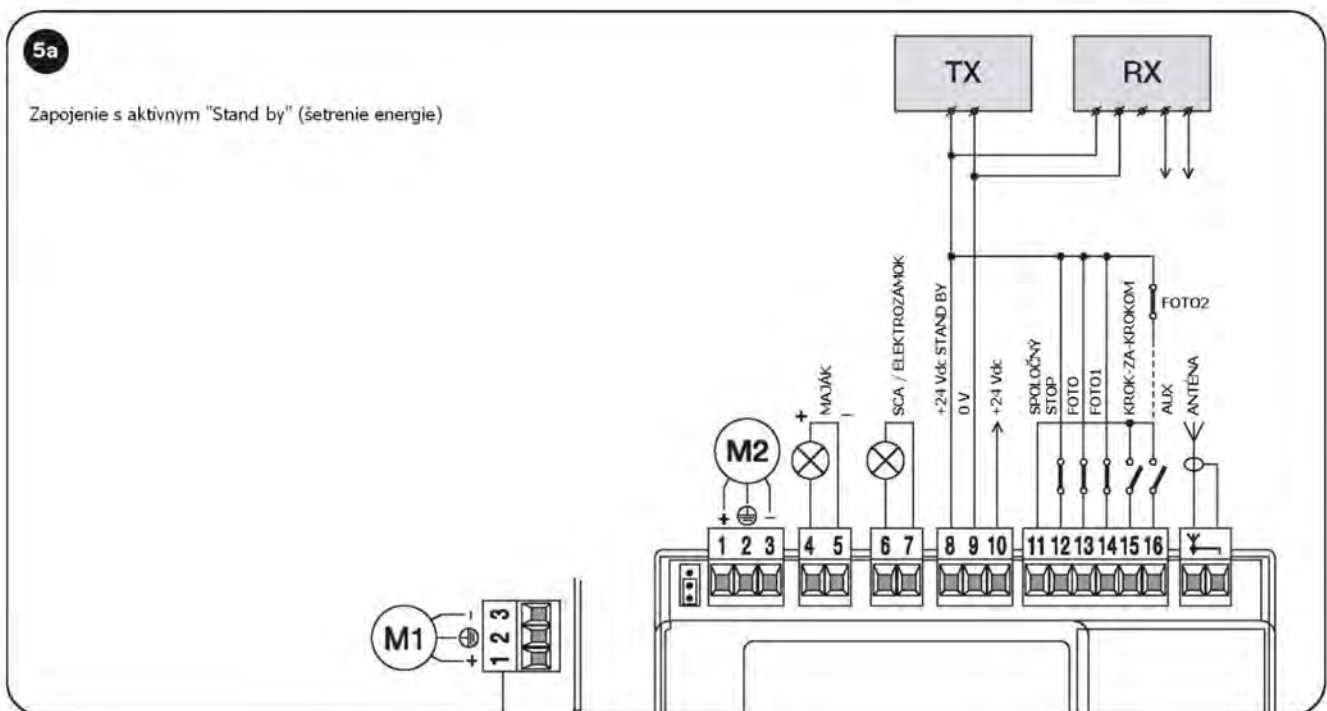 5a
Zapojenie s aktívnym "Stand by" (šetrenie energie)
TX
RX
FOTO2
MAJÁK
SCA / ELEKTROZÁMOK
+24 Vdc STAND BY
0 V
+24 Vdc
SPOLOČNÝ
STOP
FOTO
FOTO1
KROK-ZA-KROKOM
AUX
ANTÉNA
+ -
M2
+ -
1 2 3 4 5 6 7 8 9 10 11 12 13 14 15 16
M1
- +
1 2 3